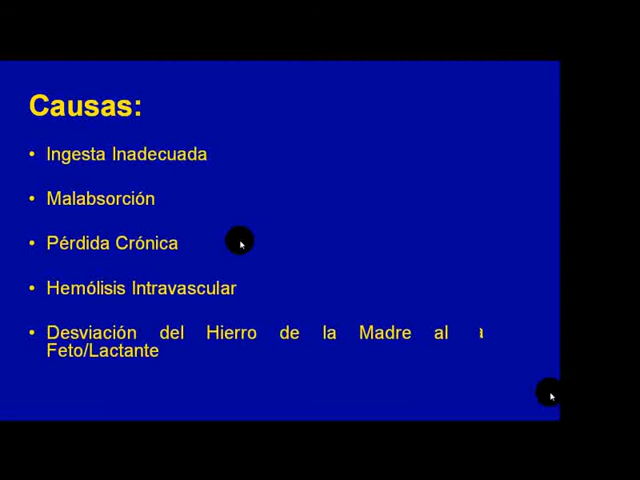 Causas:
• Ingesta Inadecuada
• Malabsorción
• Pérdida Crónica
• Hemólisis Intravascular
• Desviación del Hierro de la Madre al a
Feto/Lactante